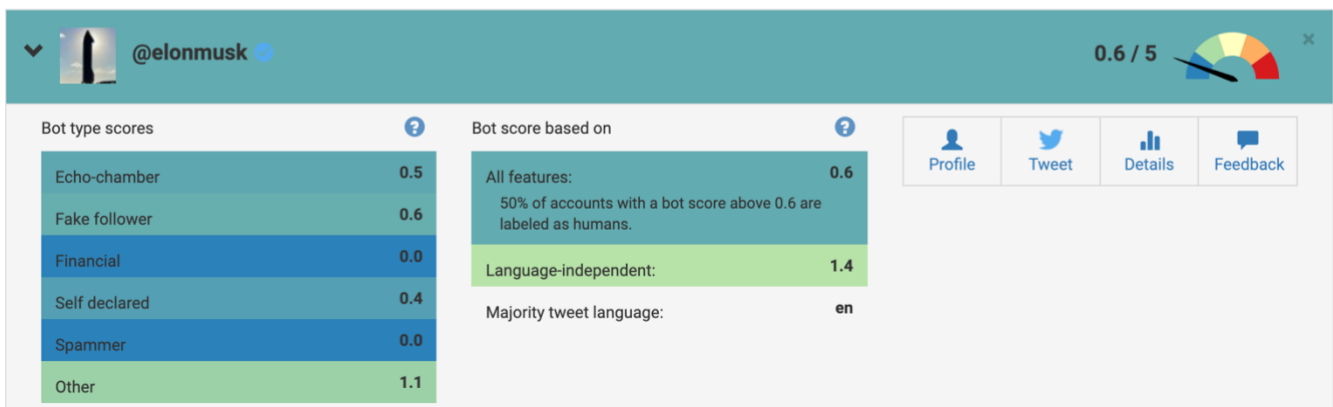 @elonmusk
0.6 / 5
×
Bot type scores
?
Echo-chamber 0.5
Fake follower 0.6
Financial 0.0
Self declared 0.4
Spammer 0.0
Other 1.1
Bot score based on
?
All features: 0.6
50% of accounts with a bot score above 0.6 are
labeled as humans.
Language-independent: 1.4
Majority tweet language: en
Profile Tweet Details Feedback